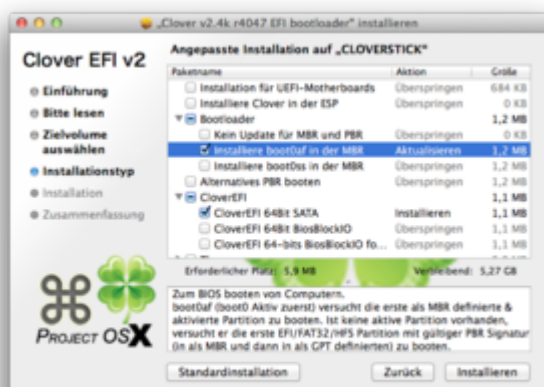 „Clover v2.4k r4047 EFI bootloader“ installieren
Clover EFI v2
Einführung
Bitte lesen
Zielvolume
auswählen
Installationstyp
Installation
Zusammenfassung
PROJECT OSX
Angepasste Installation auf „CLOVERSTICK“
Paketname Aktion Größe
Installation für UEFI-Motherboards Überspringen 684 KB
Installiere Clover in der ESP Überspringen 0 KB
Bootloader 1,2 MB
Kein Update für MBR und PBR Überspringen 0 KB
Installiere boot0af in der MBR Aktualisieren 1,2 MB
Installiere boot0ss in der MBR Überspringen 1,2 MB
Alternatives PBR booten Überspringen 1,2 MB
CloverEFI 1,1 MB
CloverEFI 64Bit SATA Installieren 1,1 MB
CloverEFI 64Bit BiosBlockIO Überspringen 1,1 MB
CloverEFI 64-bits BiosBlockIO fo... Überspringen 1,1 MB
Erforderlicher Platz: 5,9 MB Verbleibend: 5,27 GB
Zum BIOS booten von Computern.
boot0af (boot0 Aktiv zuerst) versucht die erste als MBR definierte &
aktivierte Partition zu booten. Ist keine aktive Partition vorhanden,
versucht er die erste EFI/FAT32/HFS Partition mit gültiger PBR Signatur
(in als MBR und dann in als GPT definierten) zu booten.
Standardinstallation Zurück Installieren